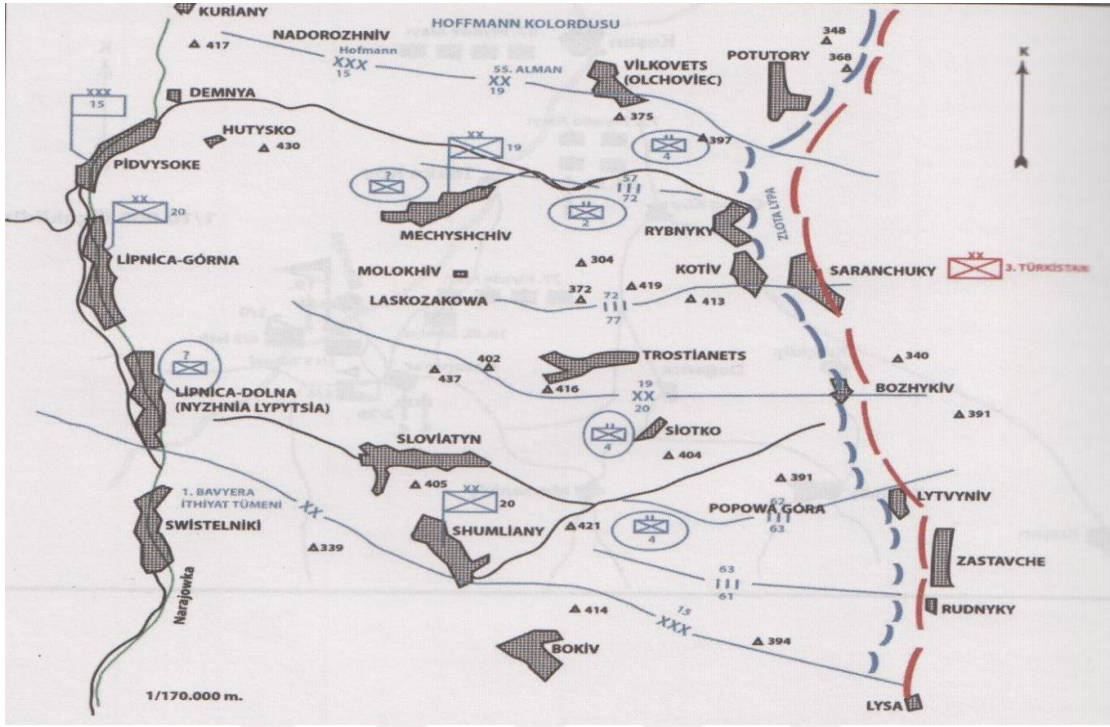 KURIANY
417
NADOROZHNİV
HOFFMANN KOLORDUSU
Hofmann
XXX
15
55. ALMAN
XX
19
VİLKOVETS
(OLCHOVİEC)
POTUTORY
348
368
K
XXX
15
DEMNYA
HUTYSKO
430
PİDVYSOKE
375
397
XX
19
4
?
XX
20
MECHYSHCHİV
57
72
2
RYBNYKY
ZLOTA LYPA
LİPNİCA-GÓRNA
MOLOKHİV
304
KOTİV
SARANCHUKY
XX
3. TÜRKİSTAN
LASKOZAKOWA
372
419
413
72
77
?
402
437
TROSTİANETS
416
340
LİPNİCA-DOLNA
(NYZHNİA LYPYTSİA)
19
XX
20
BOZHYKİV
391
SİOTKO
4
404
SLOVİATYN
405
391
1. BAVYERA
İTHİYAT TÜMENİ
XX
XX
20
POPOWA GÓRA
62
63
LYTVYNİV
SWİSTELNİKİ
SHUMLİANY
421
4
339
ZASTAVCHE
63
61
RUDNYKY
Narajowka
414
15
XXX
394
BOKİV
1/170.000 m.
LYSA